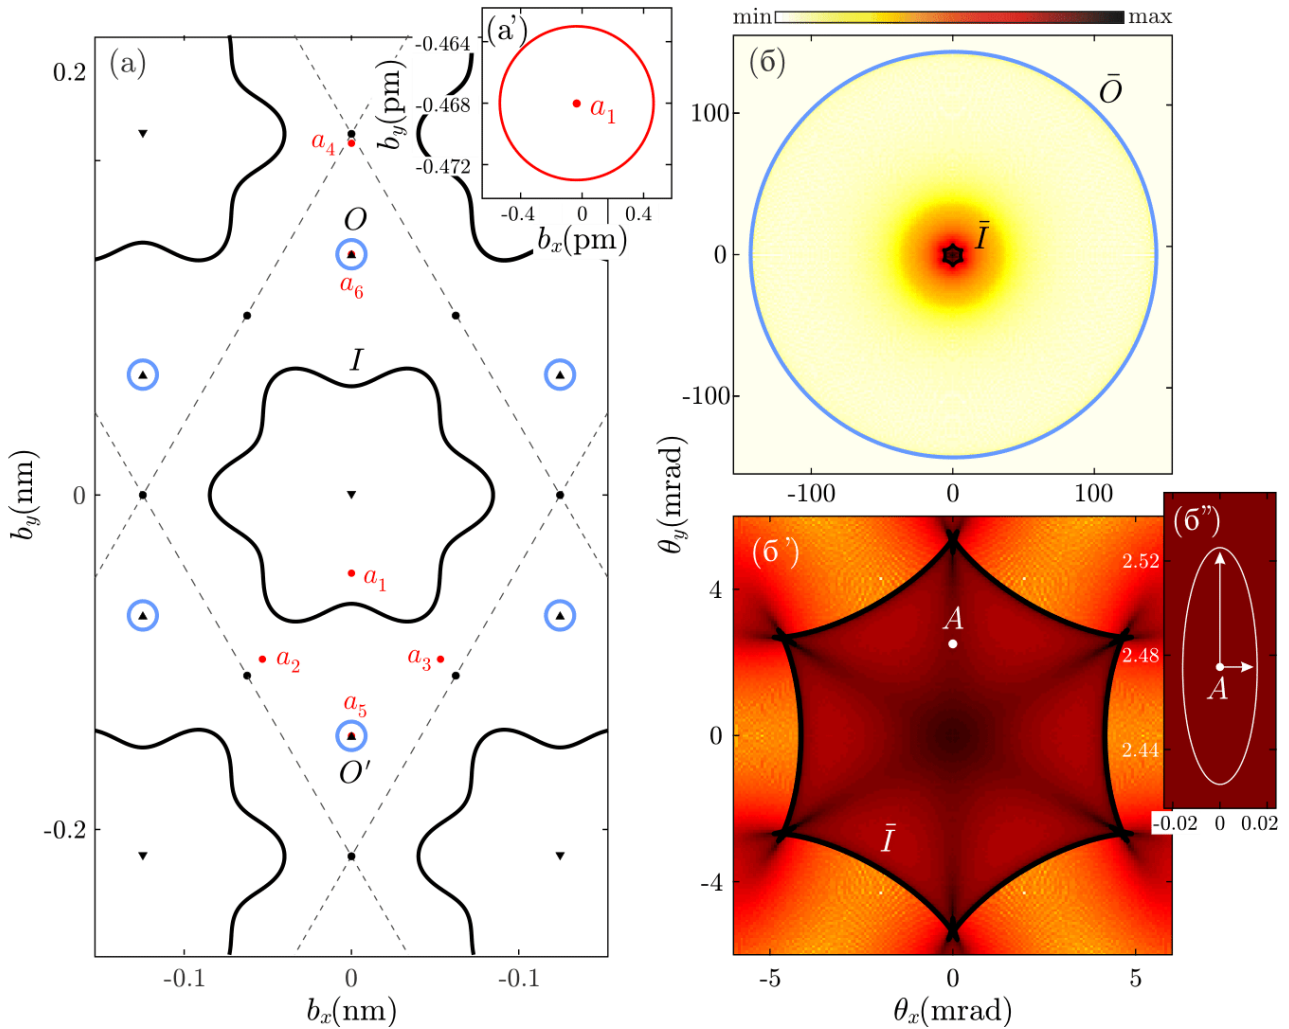 (а)
0.2
0
-0.2
b_y(nm)
-0.1
0
-0.1
b_x(nm)
a_4
O
a_6
I
a_1
a_2
a_3
a_5
O'
(а')
-0.464
-0.468
-0.472
b_y(pm)
a_1
-0.4
0
0.4
b_x(pm)
min
max
(б)
Ō
Ī
100
0
-100
-100
0
100
θ_y(mrad)
(б')
4
0
-4
A
Ī
-5
0
5
θ_x(mrad)
(б'')
2.52
2.48
2.44
A
-0.02
0
0.02